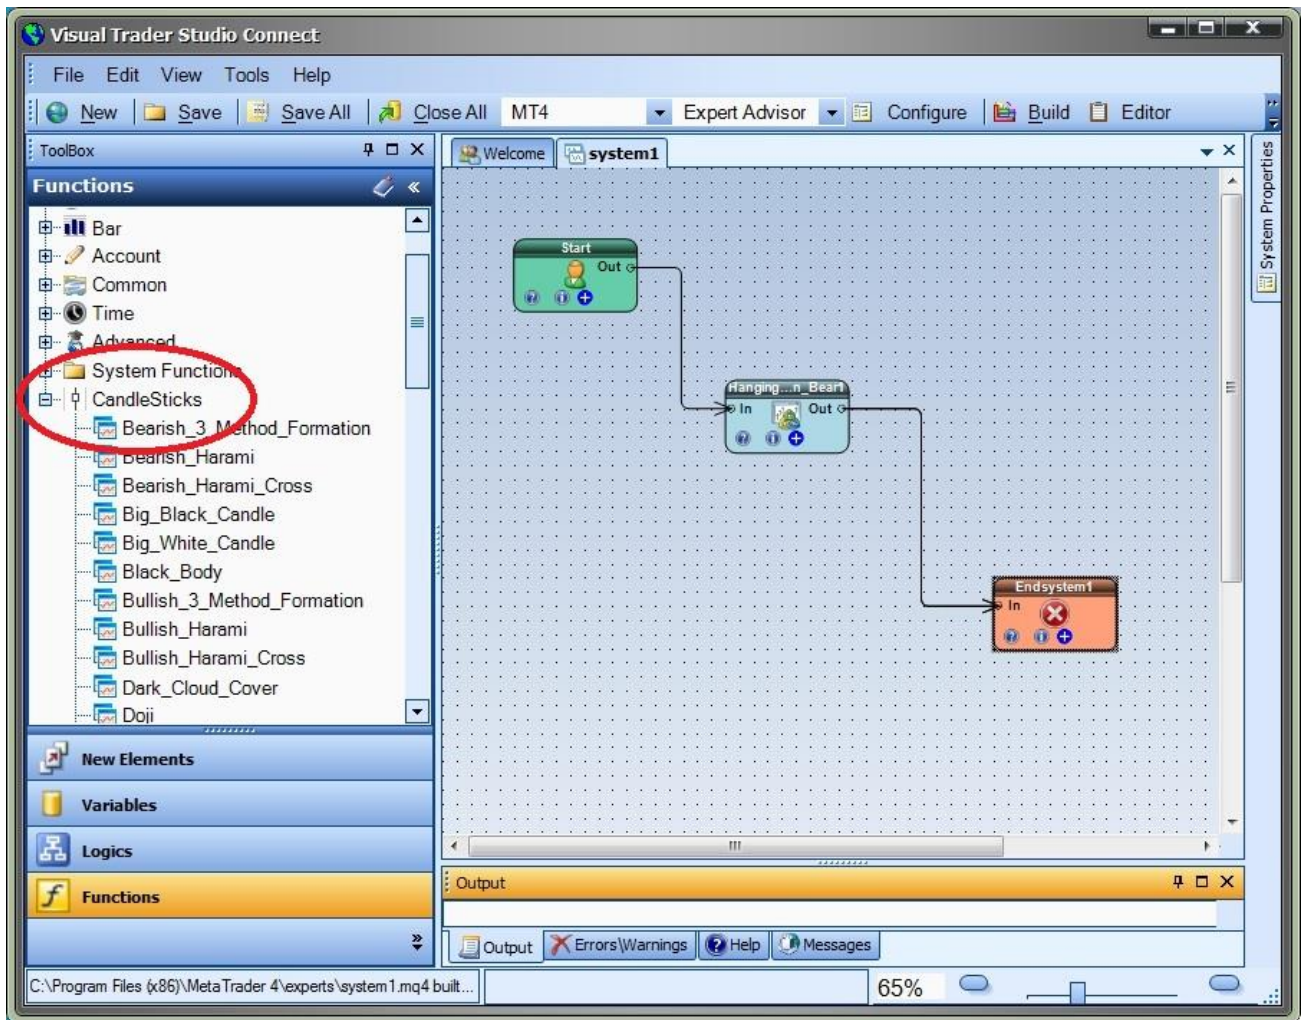 Visual Trader Studio Connect
File Edit View Tools Help
New Save Save All Close All MT4 Expert Advisor Configure Build Editor
ToolBox
Functions
Bar
Account
Common
Time
Advanced
System Functions
CandleSticks
Bearish_3_Method_Formation
Bearish_Harami
Bearish_Harami_Cross
Big_Black_Candle
Big_White_Candle
Black_Body
Bullish_3_Method_Formation
Bullish_Harami
Bullish_Harami_Cross
Dark_Cloud_Cover
Doji
New Elements
Variables
Logics
Functions
Welcome system1
Start
Out
Hanging...n_Bear1
In Out
Endsystem1
In
System Properties
Output
Output Errors\Warnings Help Messages
C:\Program Files (x86)\MetaTrader 4\experts\system1.mq4 built...
65%